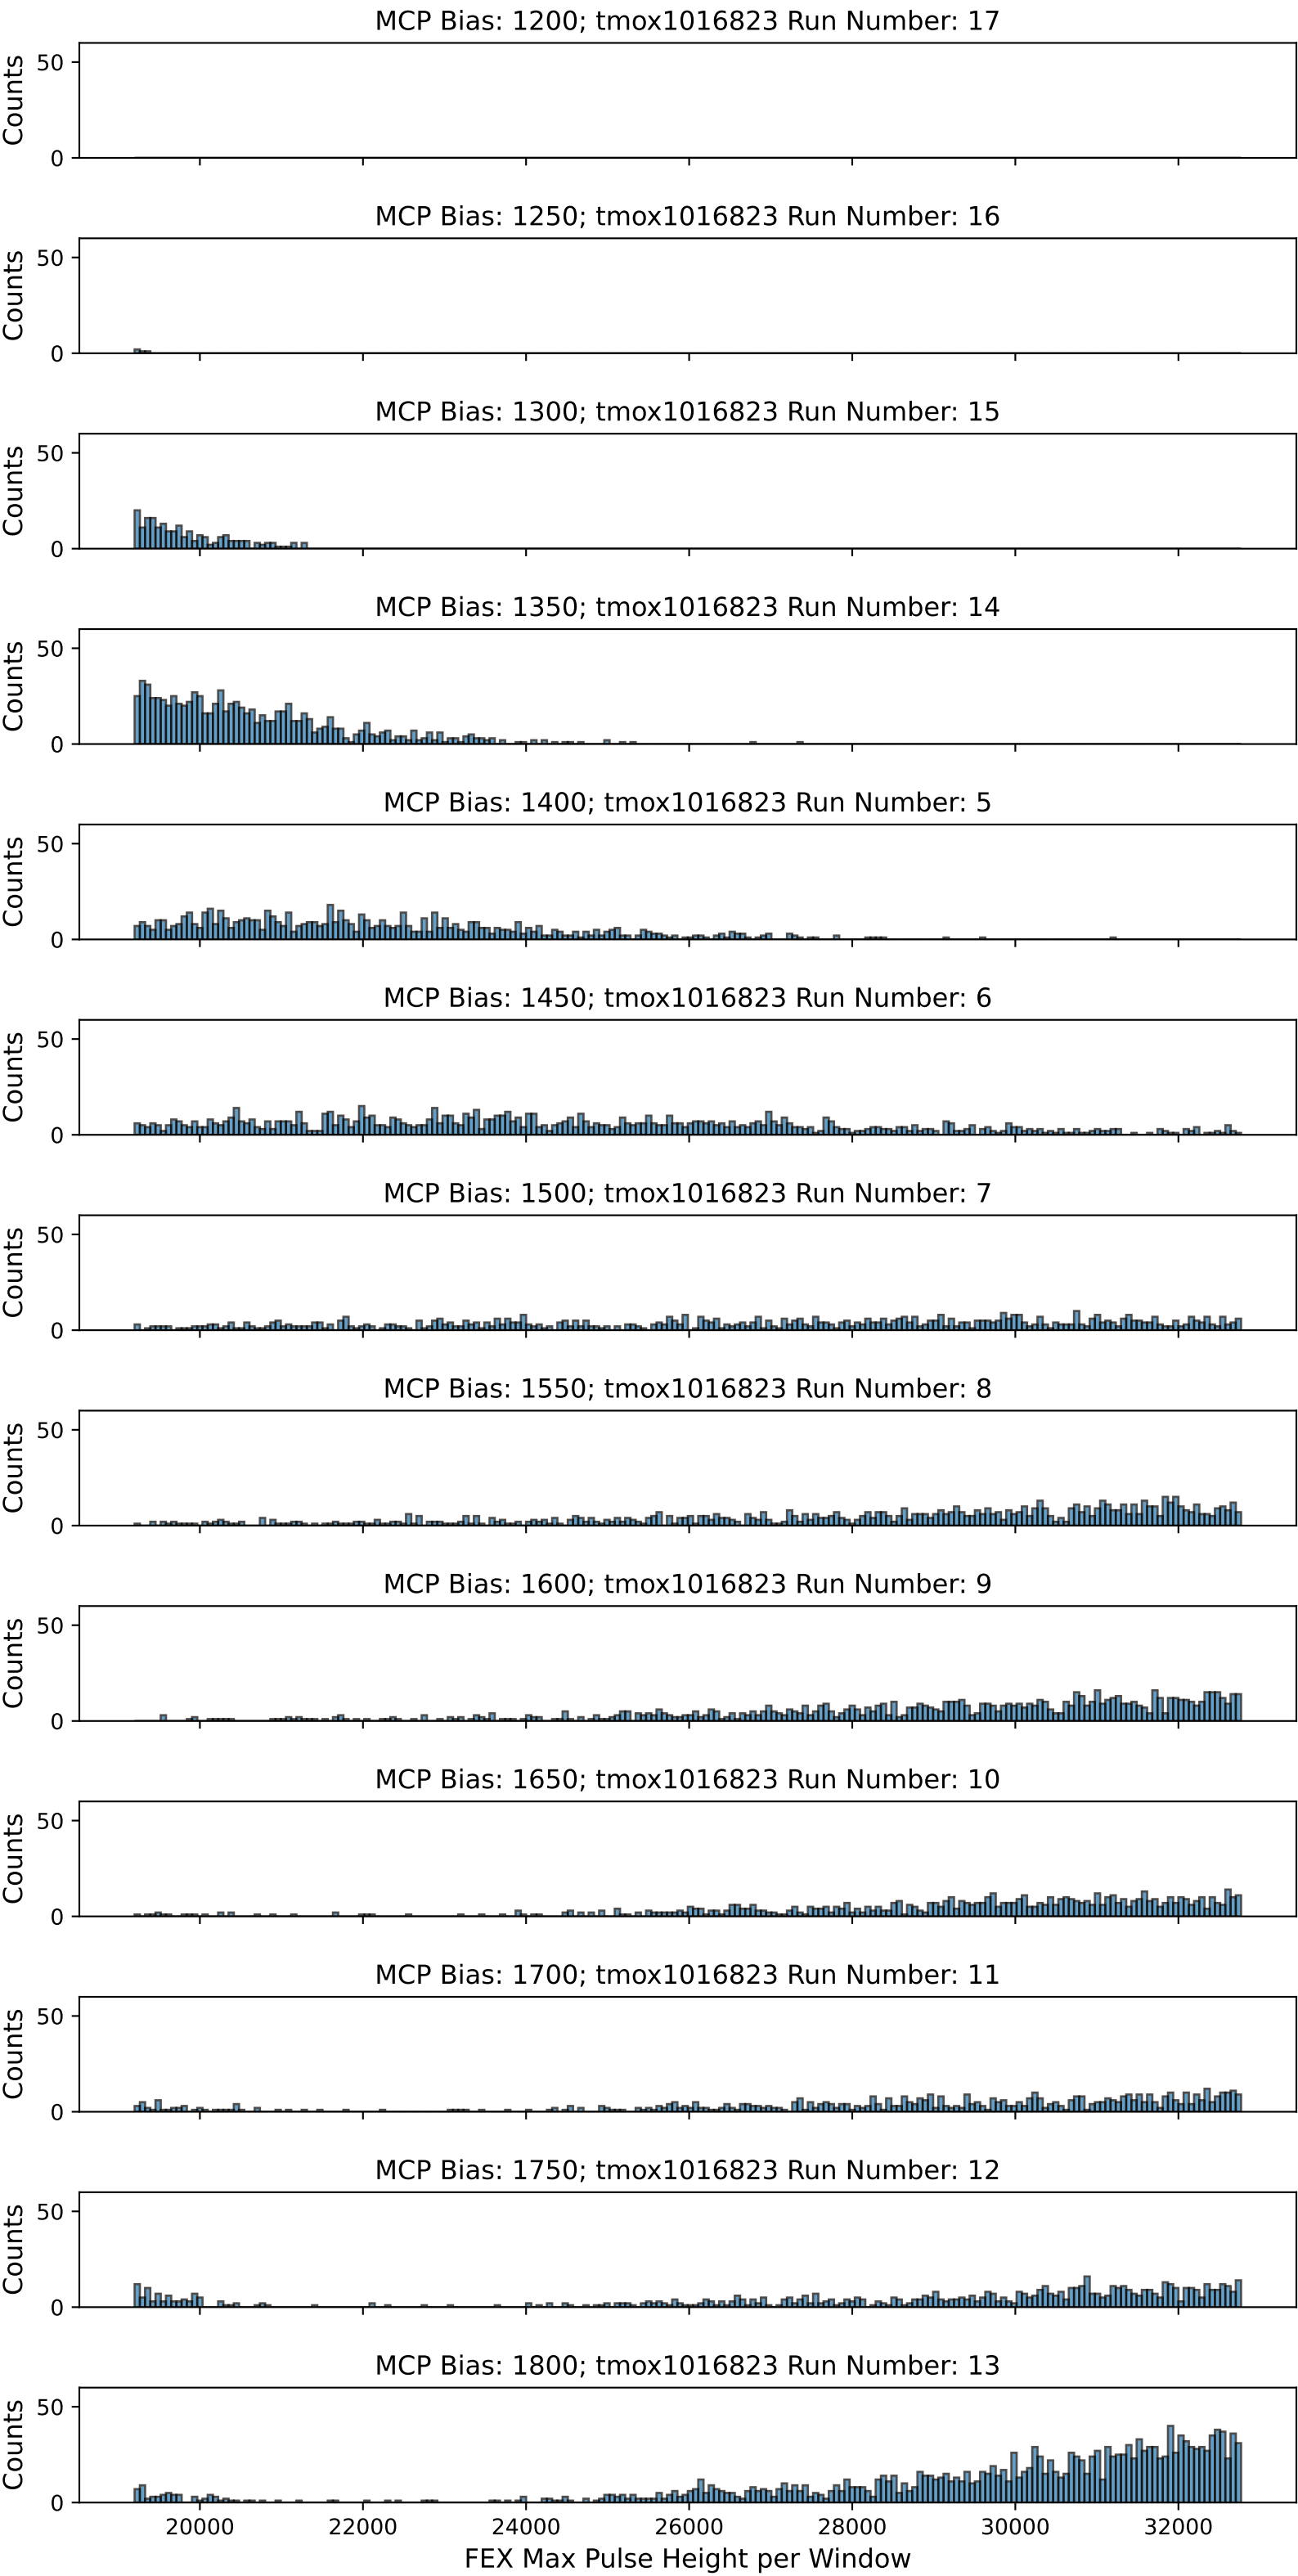 MCP Bias: 1200; tmox1016823 Run Number: 17
Counts
50
0
MCP Bias: 1250; tmox1016823 Run Number: 16
Counts
50
0
MCP Bias: 1300; tmox1016823 Run Number: 15
Counts
50
0
MCP Bias: 1350; tmox1016823 Run Number: 14
Counts
50
0
MCP Bias: 1400; tmox1016823 Run Number: 5
Counts
50
0
MCP Bias: 1450; tmox1016823 Run Number: 6
Counts
50
0
MCP Bias: 1500; tmox1016823 Run Number: 7
Counts
50
0
MCP Bias: 1550; tmox1016823 Run Number: 8
Counts
50
0
MCP Bias: 1600; tmox1016823 Run Number: 9
Counts
50
0
MCP Bias: 1650; tmox1016823 Run Number: 10
Counts
50
0
MCP Bias: 1700; tmox1016823 Run Number: 11
Counts
50
0
MCP Bias: 1750; tmox1016823 Run Number: 12
Counts
50
0
MCP Bias: 1800; tmox1016823 Run Number: 13
Counts
50
0
20000 22000 24000 26000 28000 30000 32000
FEX Max Pulse Height per Window